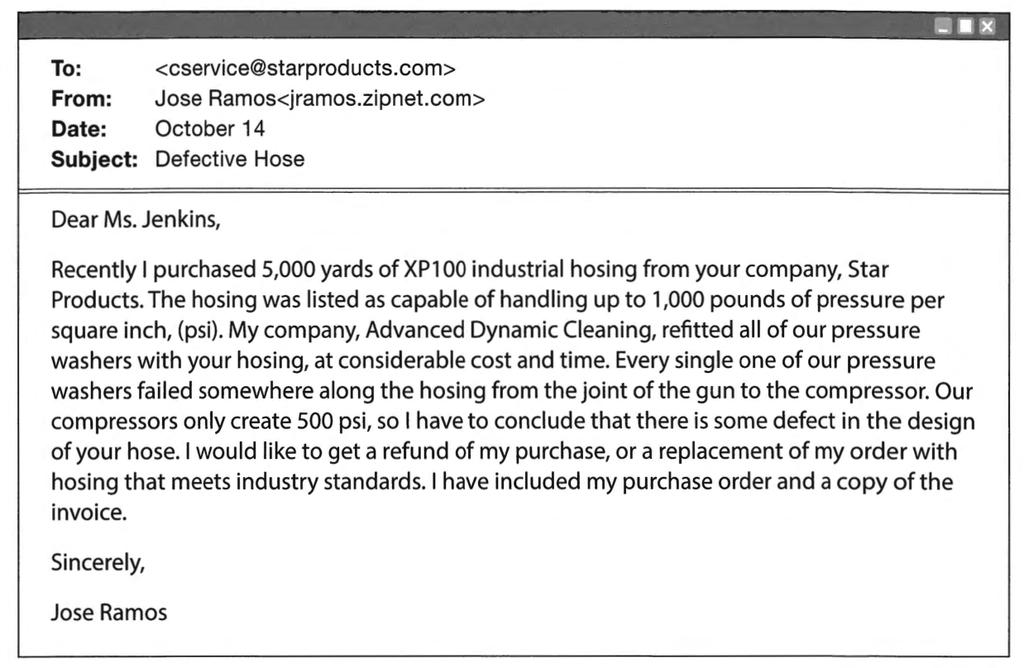 To: <cservice@starproducts.com>
From: Jose Ramos<jramos.zipnet.com>
Date: October 14
Subject: Defective Hose
Dear Ms. Jenkins,
Recently I purchased 5,000 yards of XP100 industrial hosing from your company, Star
Products. The hosing was listed as capable of handling up to 1,000 pounds of pressure per
square inch, (psi). My company, Advanced Dynamic Cleaning, refitted all of our pressure
washers with your hosing, at considerable cost and time. Every single one of our pressure
washers failed somewhere along the hosing from the joint of the gun to the compressor. Our
compressors only create 500 psi, so I have to conclude that there is some defect in the design
of your hose. I would like to get a refund of my purchase, or a replacement of my order with
hosing that meets industry standards. I have included my purchase order and a copy of the
invoice.
Sincerely,
Jose Ramos